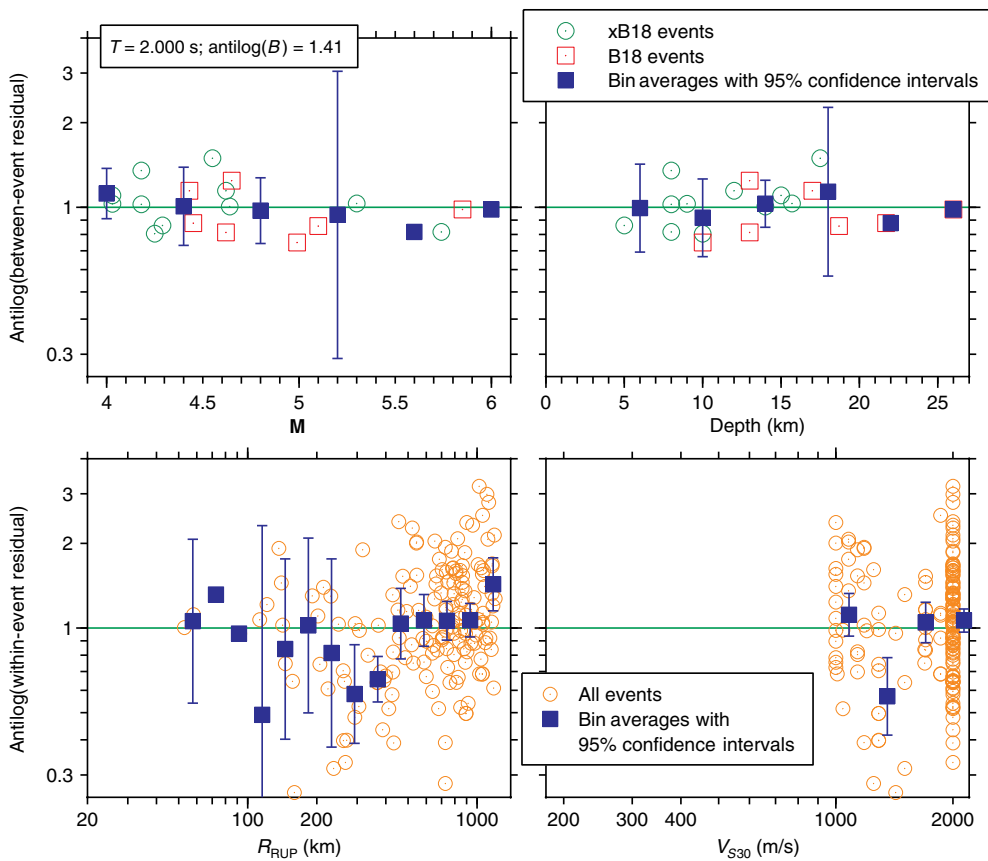 T = 2.000 s; antilog(B) = 1.41
xB18 events
B18 events
Bin averages with 95% confidence intervals
Antilog(between-event residual)
3
2
1
0.3
4 4.5 5 5.5 6
M
0 5 10 15 20 25
Depth (km)
Antilog(within-event residual)
3
2
1
0.3
20 100 200 1000
R_RUP (km)
All events
Bin averages with
95% confidence intervals
200 300 1000 2000
V_S30 (m/s)